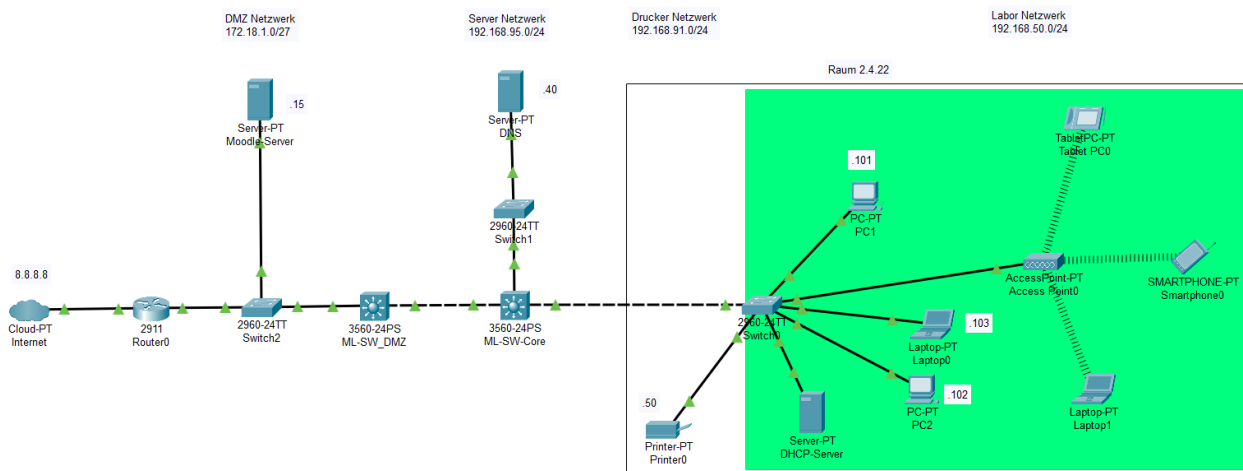 DMZ Netzwerk
172.18.1.0/27
Server Netzwerk
192.168.95.0/24
Drucker Netzwerk
192.168.91.0/24
Labor Netzwerk
192.168.50.0/24
Raum 2.4.22
.15
Server-PT
Moodle-Server
.40
Server-PT
DNS
TabletPC-PT
Tablet PC0
.101
PC-PT
PC1
2960-24TT
Switch1
8.8.8.8
Cloud-PT
Internet
2911
Router0
2960-24TT
Switch2
3560-24PS
ML-SW_DMZ
3560-24PS
ML-SW-Core
2960-24TT
Switch0
AccessPoint-PT
Access Point0
SMARTPHONE-PT
Smartphone0
.103
Laptop-PT
Laptop0
.102
PC-PT
PC2
Laptop-PT
Laptop1
.50
Printer-PT
Printer0
Server-PT
DHCP-Server